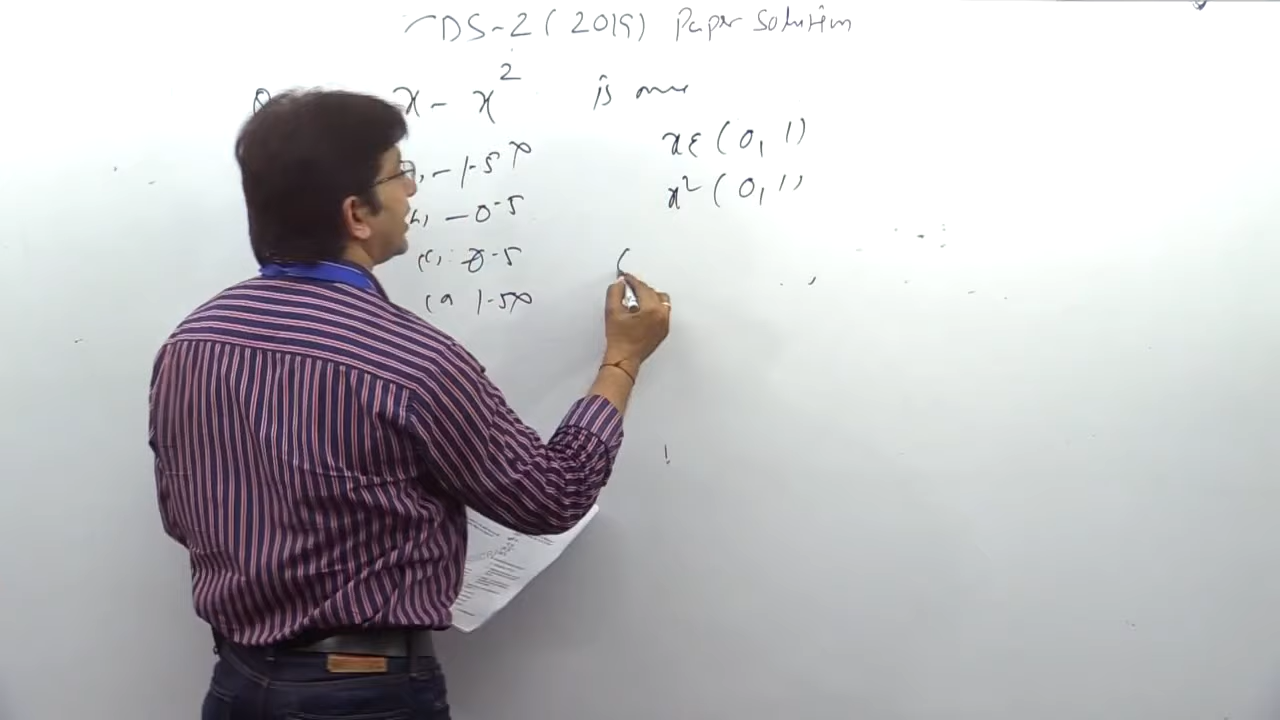 CDS-2 (2019) Paper Solution
Q x - x² is
x ε (0, 1)
x² (0, 1)
, - 1.5 x
, - 0.5
(c, 0.5
1.5 x
(